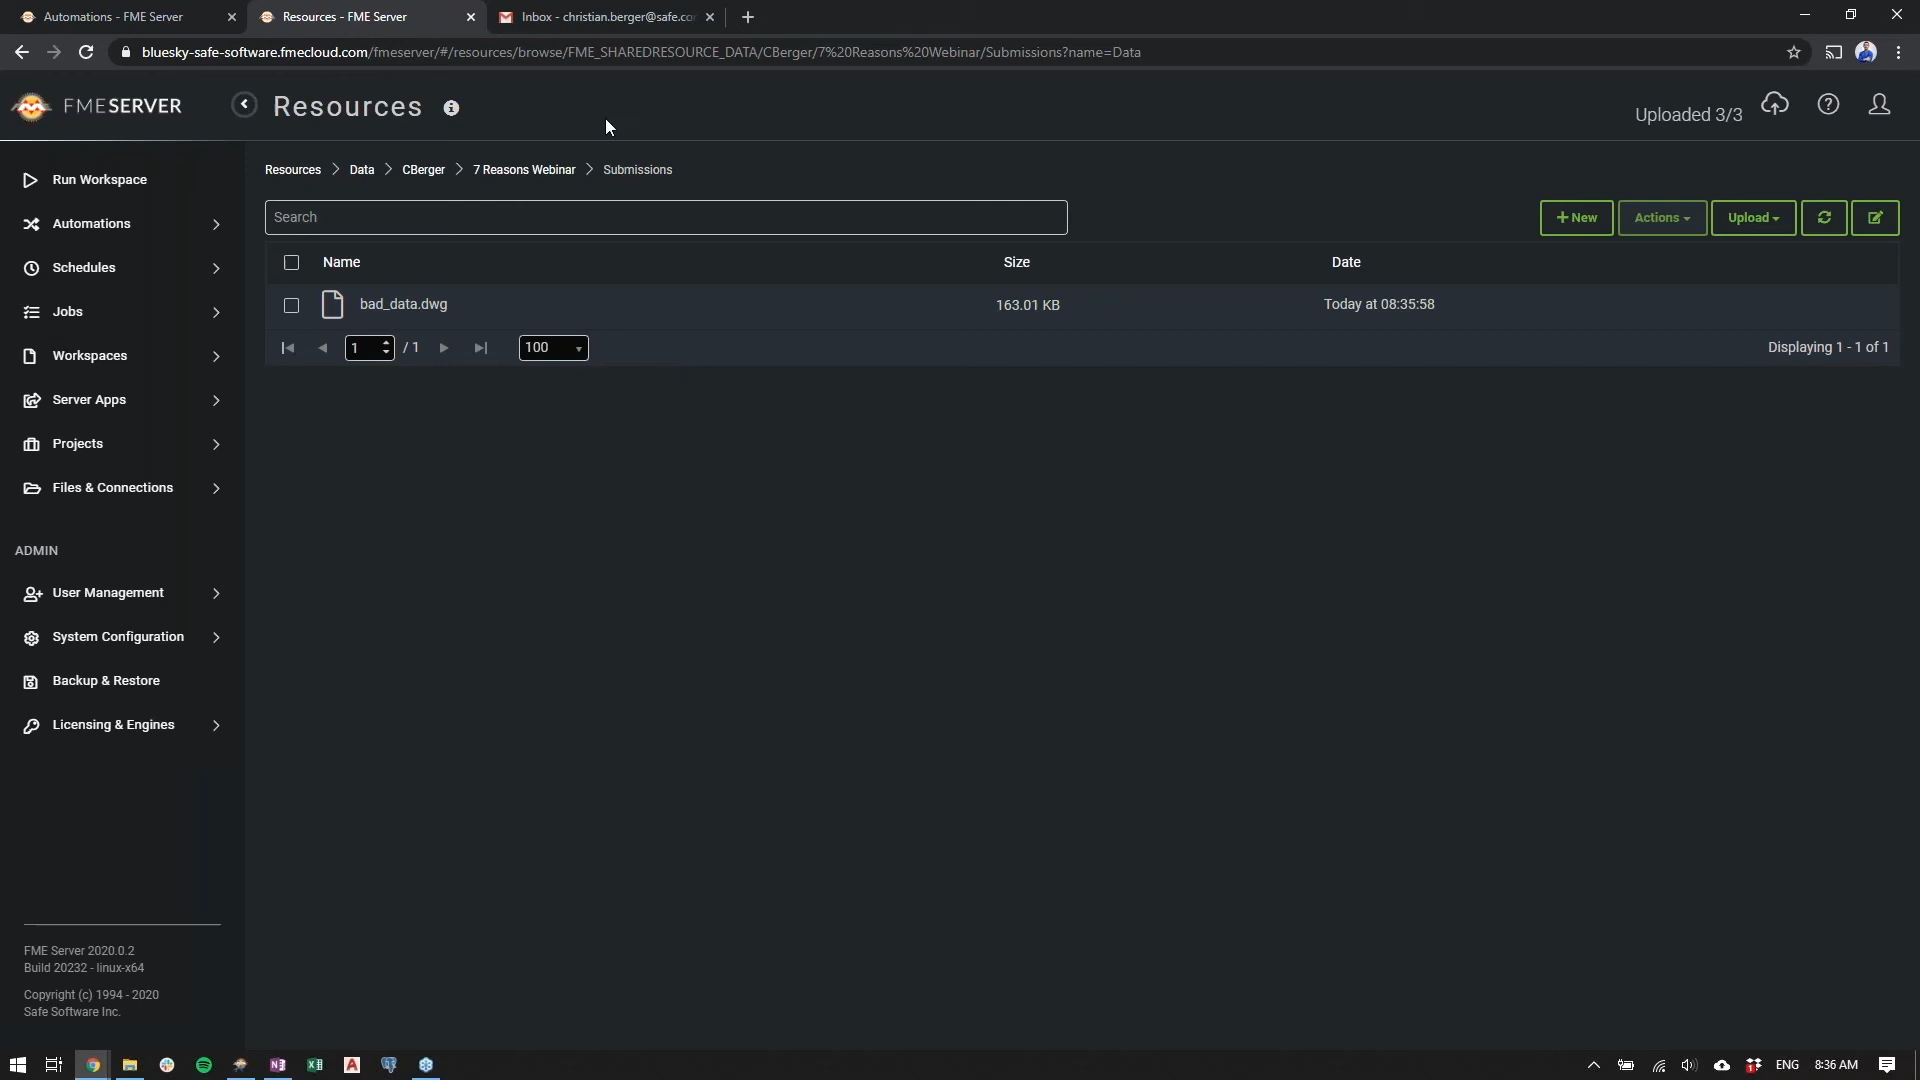 Automations - FME Server
Resources - FME Server
Inbox - christian.berger@safe.co
bluesky-safe-software.fmecloud.com/fmeserver/#/resources/browse/FME_SHAREDRESOURCE_DATA/CBerger/7%20Reasons%20Webinar/Submissions?name=Data
FMESERVER
Resources
Uploaded 3/3
Run Workspace
Automations
Schedules
Jobs
Workspaces
Server Apps
Projects
Files & Connections
ADMIN
User Management
System Configuration
Backup & Restore
Licensing & Engines
FME Server 2020.0.2
Build 20232 - linux-x64
Copyright (c) 1994 - 2020
Safe Software Inc.
Resources > Data > CBerger > 7 Reasons Webinar > Submissions
Search
+ New
Actions
Upload
Name Size Date
bad_data.dwg 163.01 KB Today at 08:35:58
1 / 1 100 Displaying 1 - 1 of 1
ENG 8:36 AM